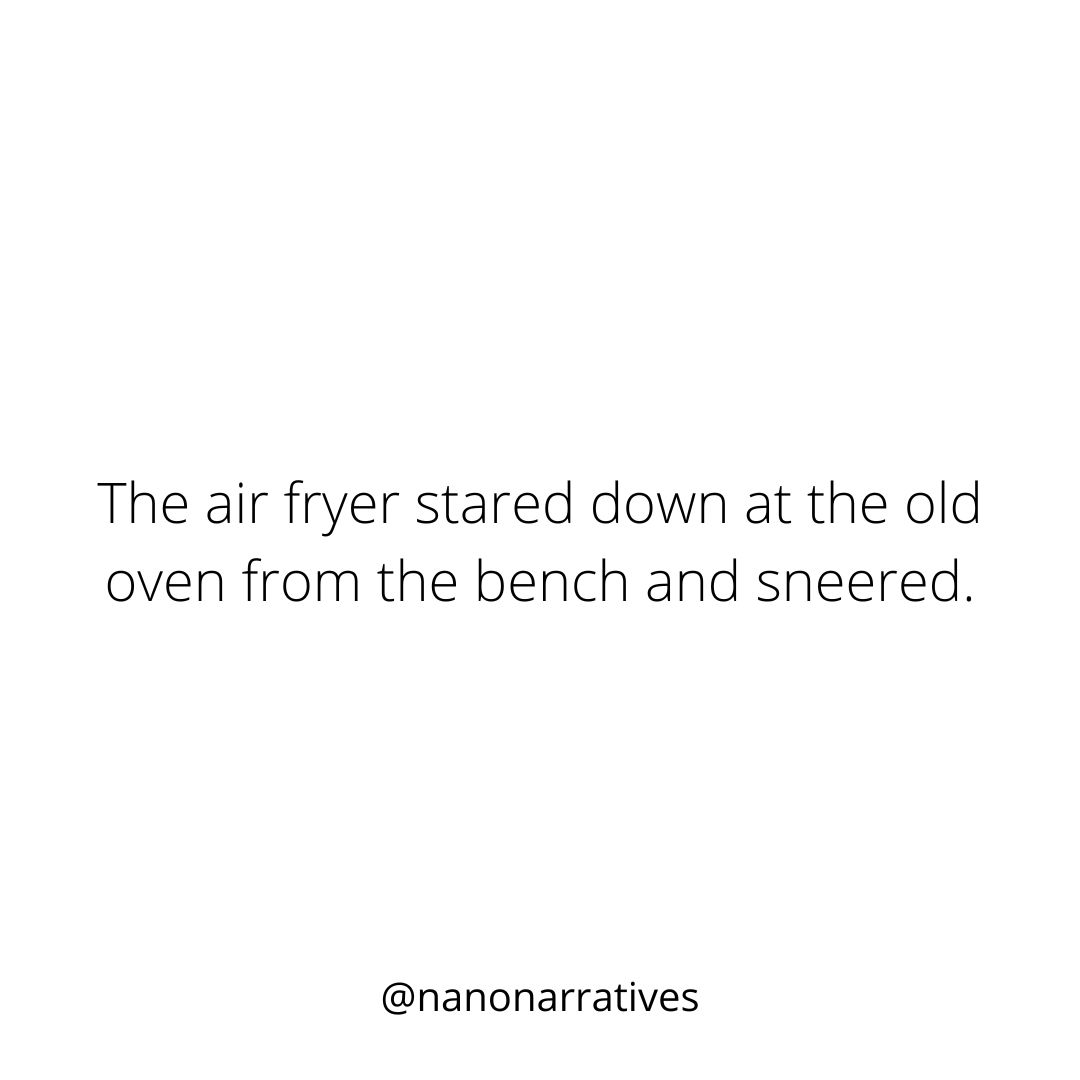 The air fryer stared down at the old
oven from the bench and sneered.
@nanonarratives